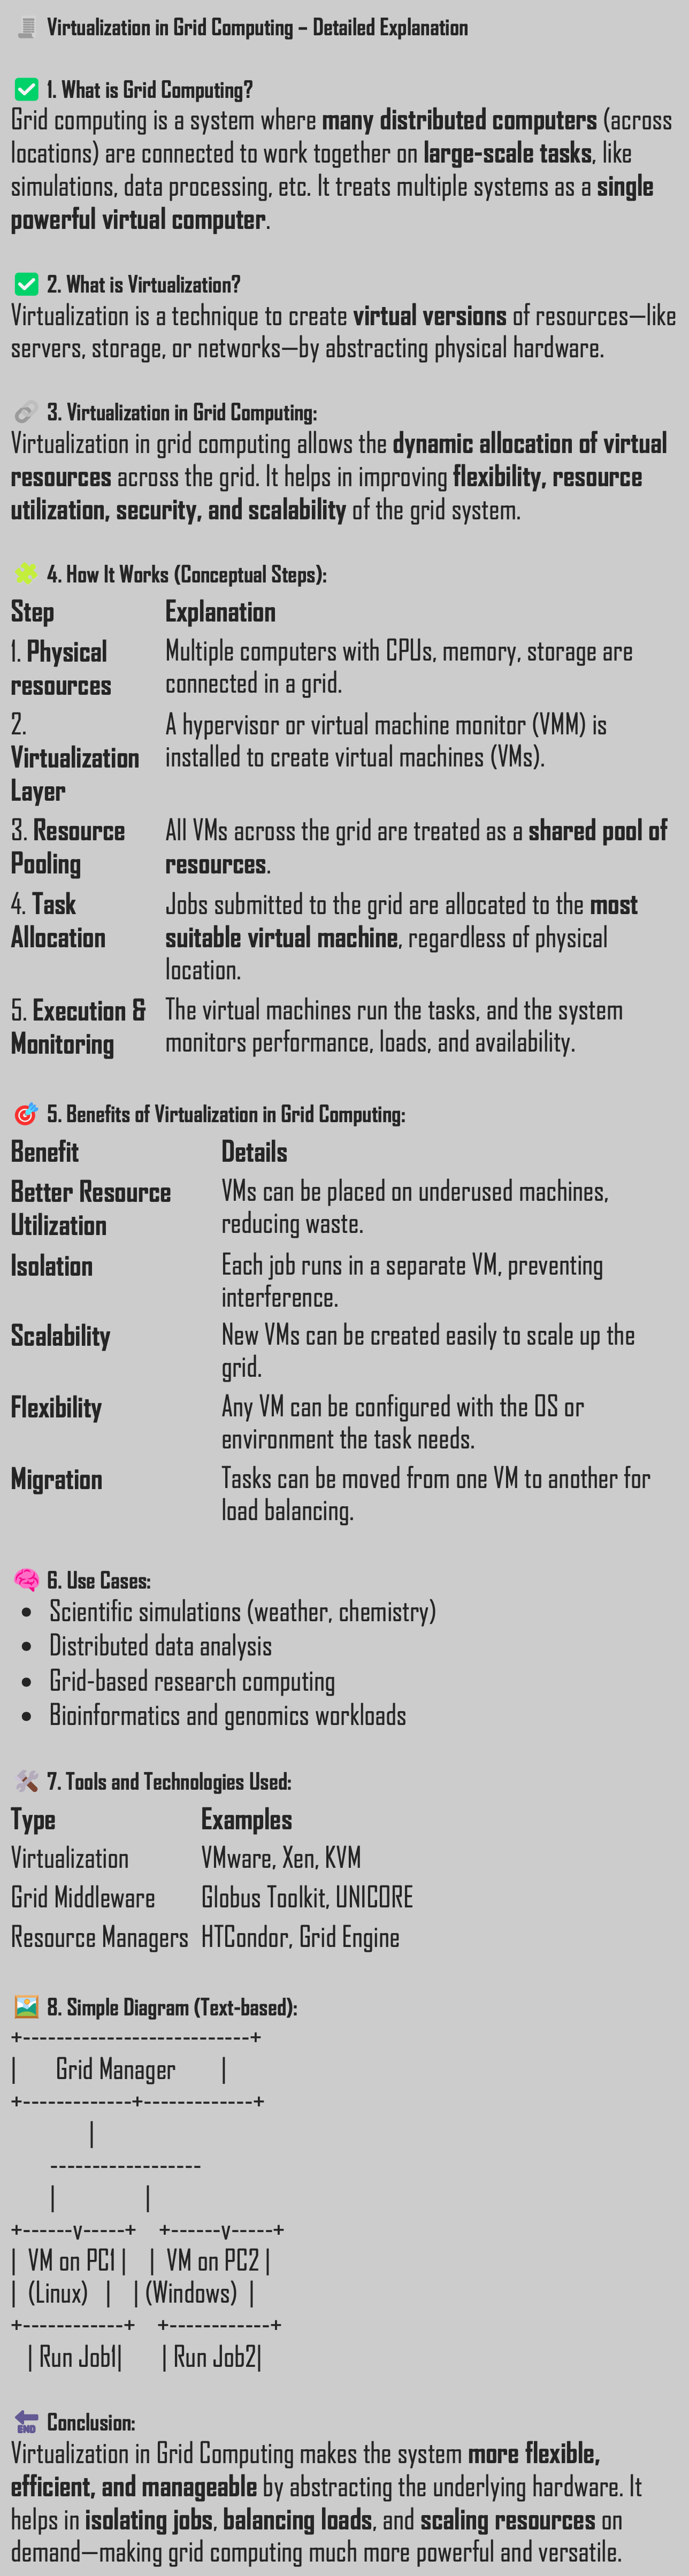 Virtualization in Grid Computing – Detailed Explanation
1. What is Grid Computing?
Grid computing is a system where many distributed computers (across
locations) are connected to work together on large-scale tasks, like
simulations, data processing, etc. It treats multiple systems as a single
powerful virtual computer.
2. What is Virtualization?
Virtualization is a technique to create virtual versions of resources—like
servers, storage, or networks—by abstracting physical hardware.
3. Virtualization in Grid Computing:
Virtualization in grid computing allows the dynamic allocation of virtual
resources across the grid. It helps in improving flexibility, resource
utilization, security, and scalability of the grid system.
4. How It Works (Conceptual Steps):
Step Explanation
1. Physical
resources
Multiple computers with CPUs, memory, storage are
connected in a grid.
2.
Virtualization
Layer
A hypervisor or virtual machine monitor (VMM) is
installed to create virtual machines (VMs).
3. Resource
Pooling
All VMs across the grid are treated as a shared pool of
resources.
4. Task
Allocation
Jobs submitted to the grid are allocated to the most
suitable virtual machine, regardless of physical
location.
5. Execution &
Monitoring
The virtual machines run the tasks, and the system
monitors performance, loads, and availability.
5. Benefits of Virtualization in Grid Computing:
Benefit Details
Better Resource
Utilization
VMs can be placed on underused machines,
reducing waste.
Isolation
Each job runs in a separate VM, preventing
interference.
Scalability
New VMs can be created easily to scale up the
grid.
Flexibility
Any VM can be configured with the OS or
environment the task needs.
Migration
Tasks can be moved from one VM to another for
load balancing.
6. Use Cases:
• Scientific simulations (weather, chemistry)
• Distributed data analysis
• Grid-based research computing
• Bioinformatics and genomics workloads
7. Tools and Technologies Used:
Type Examples
Virtualization VMware, Xen, KVM
Grid Middleware Globus Toolkit, UNICORE
Resource Managers HTCondor, Grid Engine
8. Simple Diagram (Text-based):
+---------------------------+
| Grid Manager |
+-------------+-------------+
|
------------------
| |
+------v-----+ +------v-----+
| VM on PC1 | | VM on PC2 |
| (Linux) | | (Windows) |
+------------+ +------------+
| Run Job1| | Run Job2|
END Conclusion:
Virtualization in Grid Computing makes the system more flexible,
efficient, and manageable by abstracting the underlying hardware. It
helps in isolating jobs, balancing loads, and scaling resources on
demand—making grid computing much more powerful and versatile.